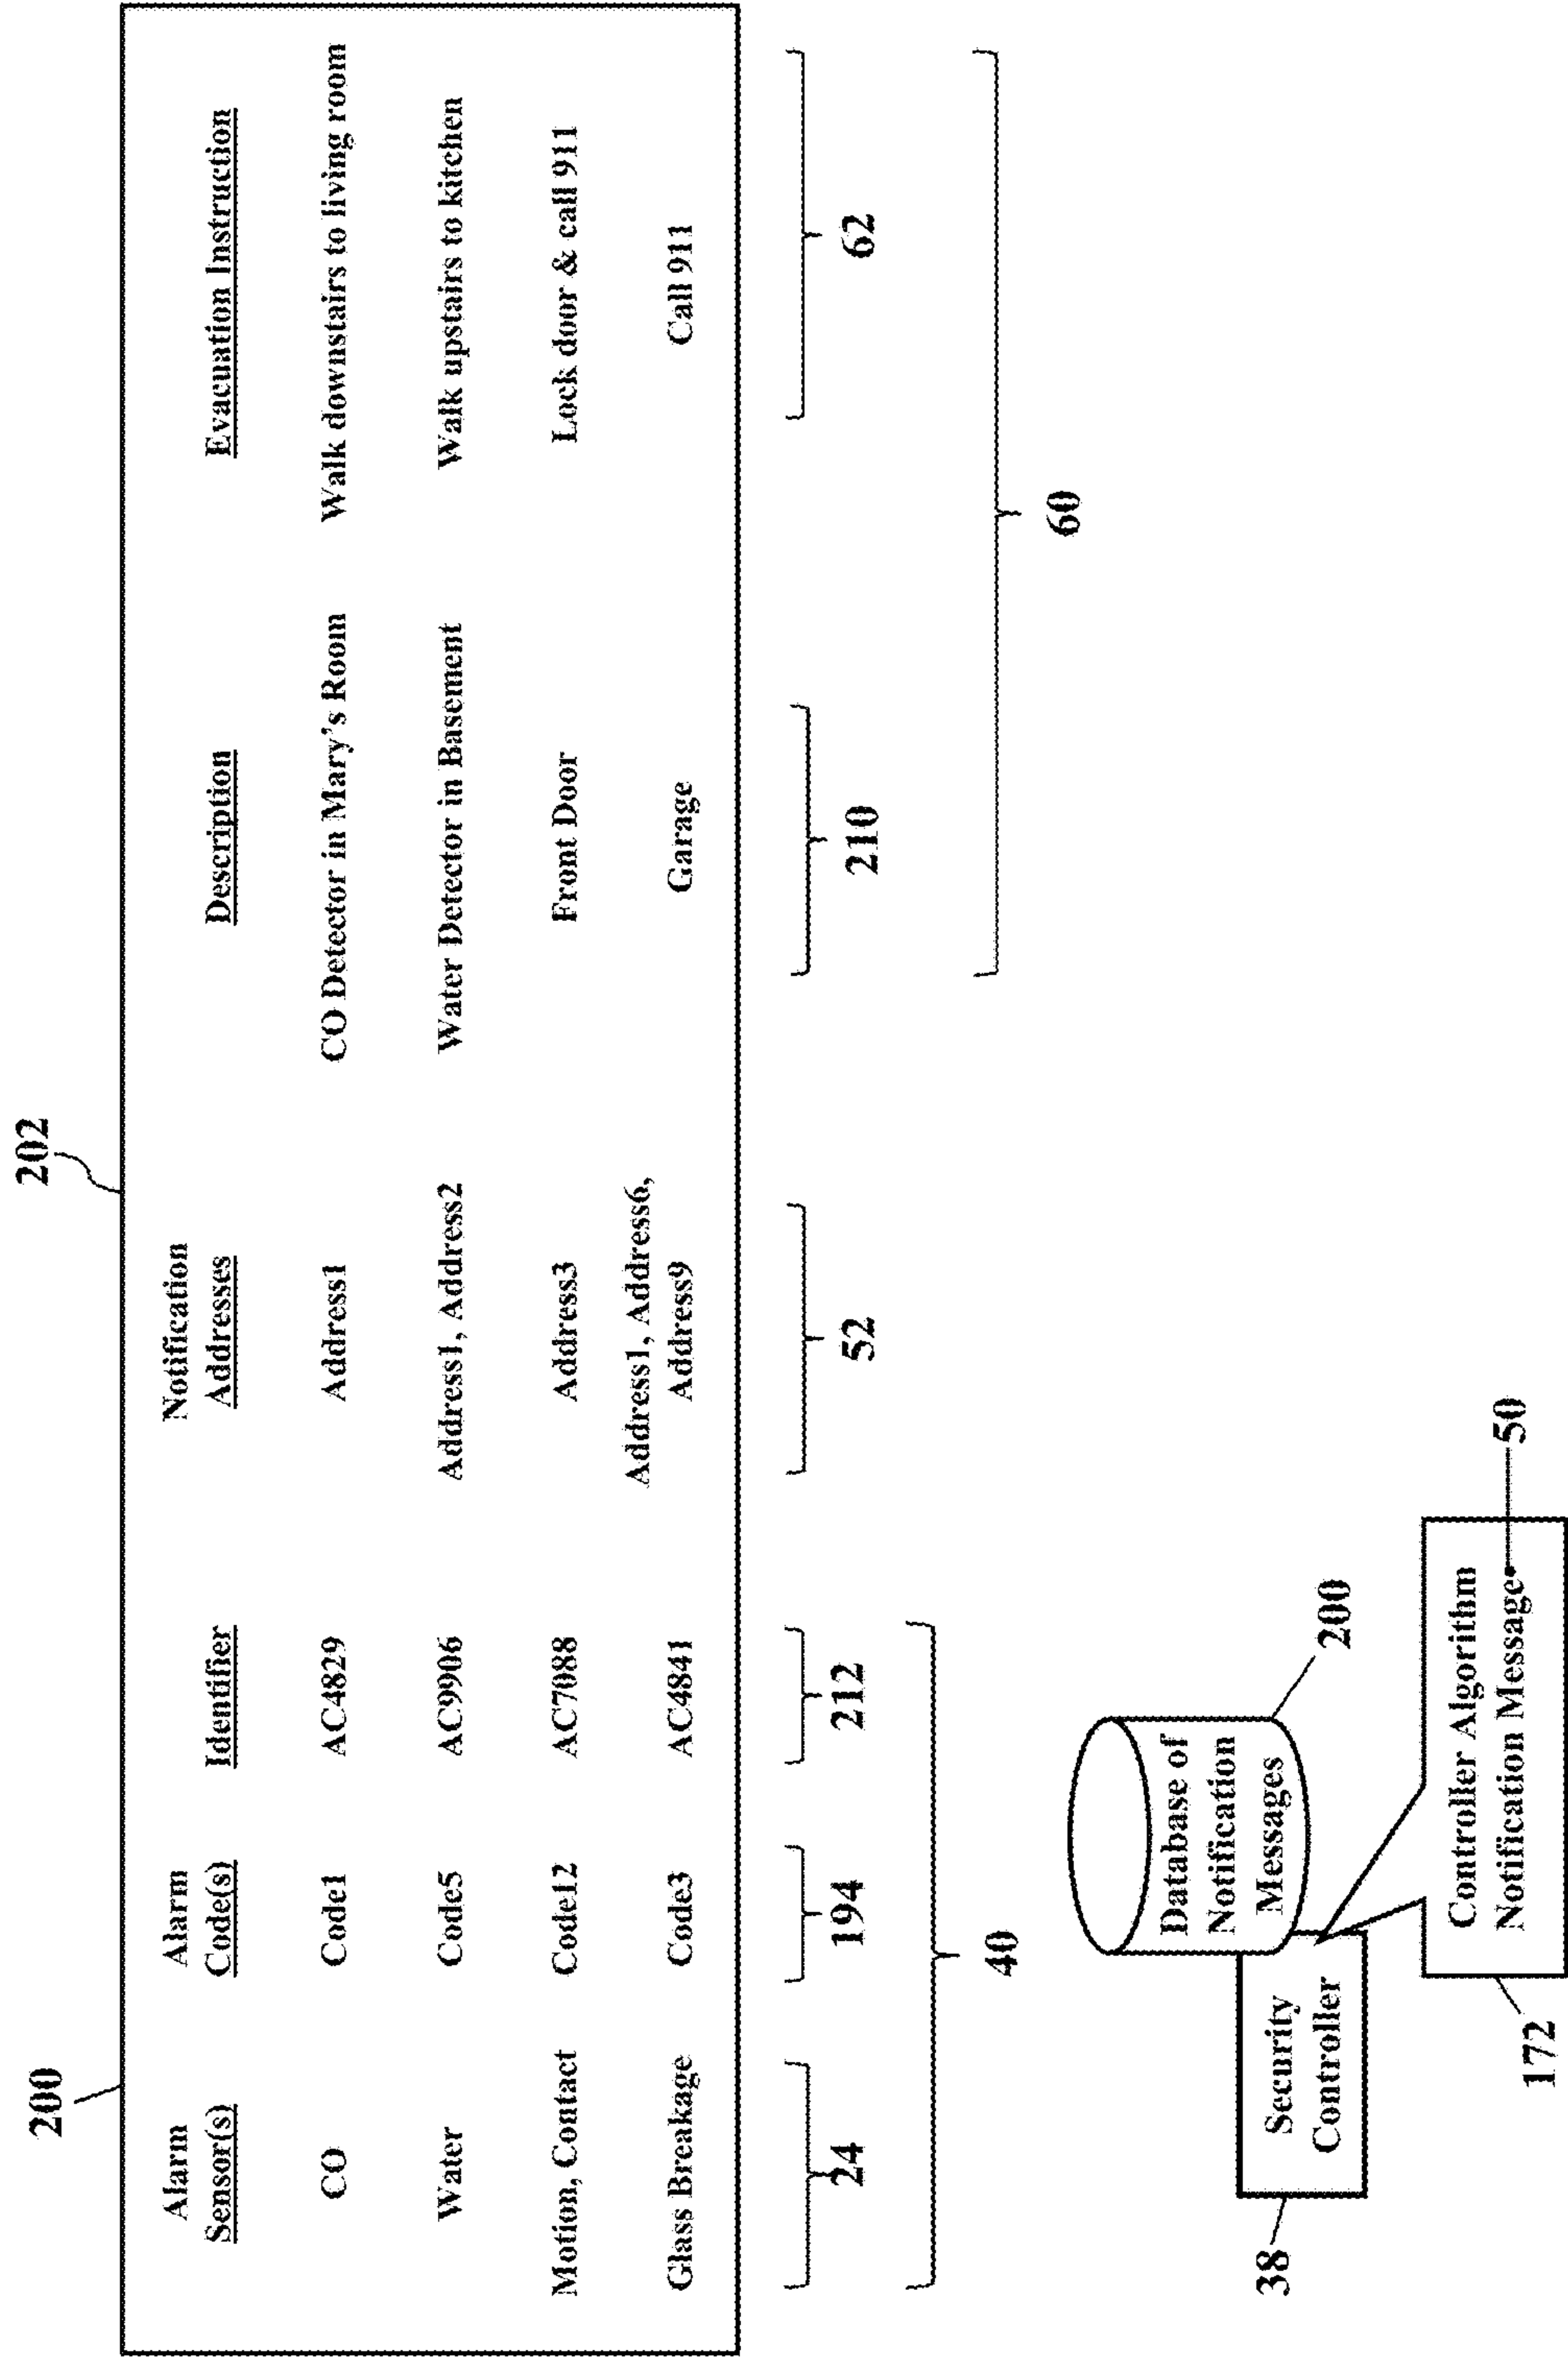 200
202
Alarm
Sensor(s)
Alarm
Code(s)
Identifier
Notification
Addresses
Description
Evacuation Instruction
CO
Code1
AC4829
Address1
CO Detector in Mary's Room
Walk downstairs to living room
Water
Code5
AC9906
Address1, Address2
Water Detector in Basement
Walk upstairs to kitchen
Motion, Contact
Code12
AC7088
Address3
Front Door
Lock door & call 911
Glass Breakage
Code3
AC4841
Address1, Address6,
Address9
Garage
Call 911
24
194
212
52
210
62
40
60
Database of
Notification
Messages
200
Security
Controller
38
Controller Algorithm
Notification Message
50
172